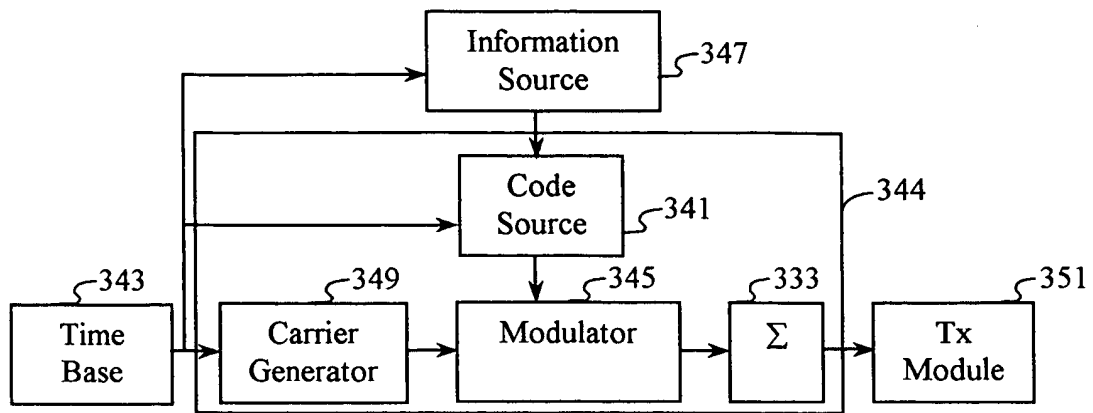 Information
Source
347
Code
Source
341
344
343
349
345
333
351
Time
Base
Carrier
Generator
Modulator
Σ
Tx
Module